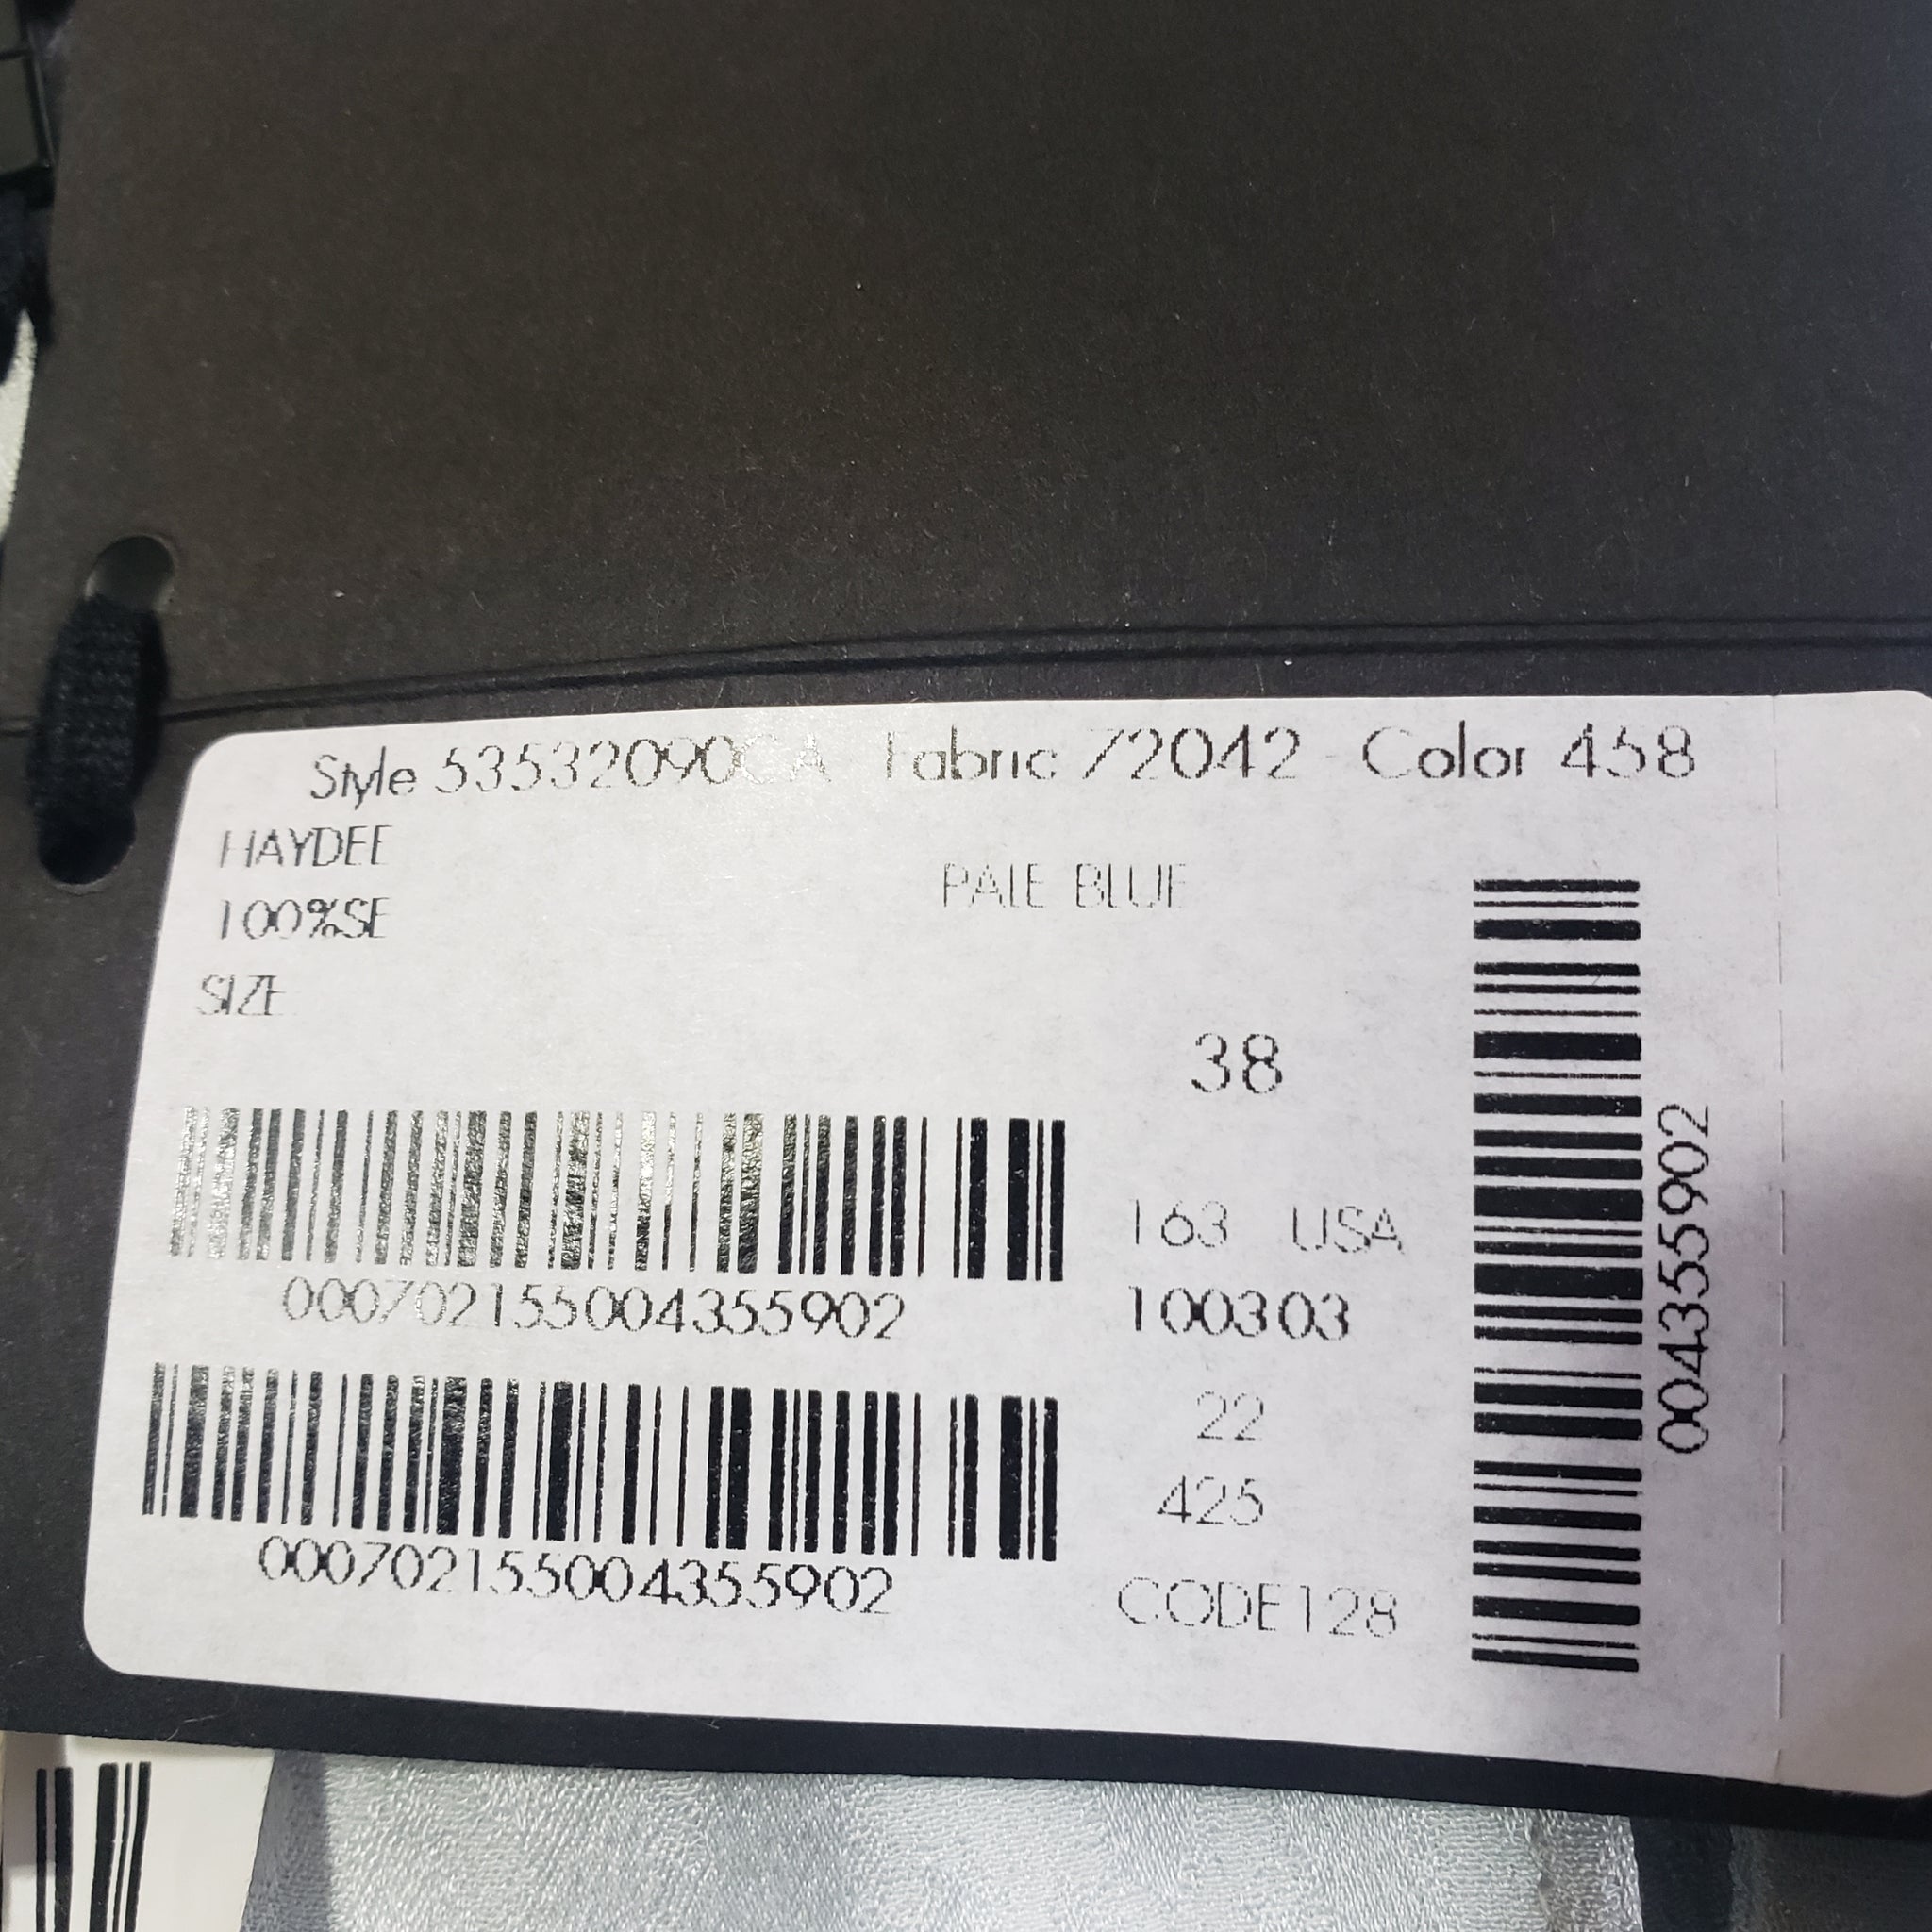 Style 53532090CA Fabric 72042 - Color 458
HAYDEE
PALE BLUE
100%SE
SIZE
38
163 USA
000702155004355902
100303
22
425
000702155004355902
CODE128
004355902